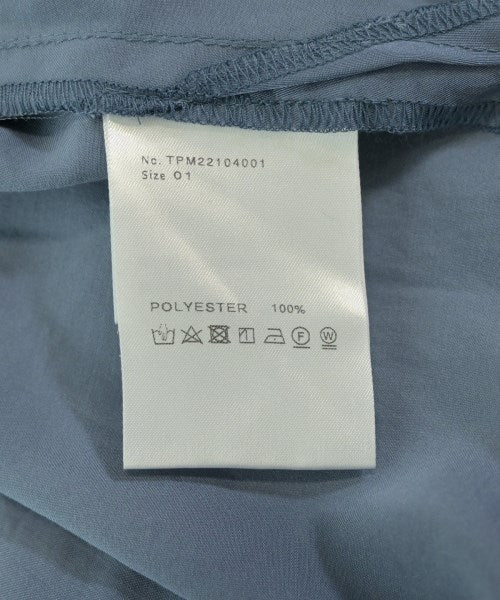 No. TPM22104001
Size 01
POLYESTER 100%
F W